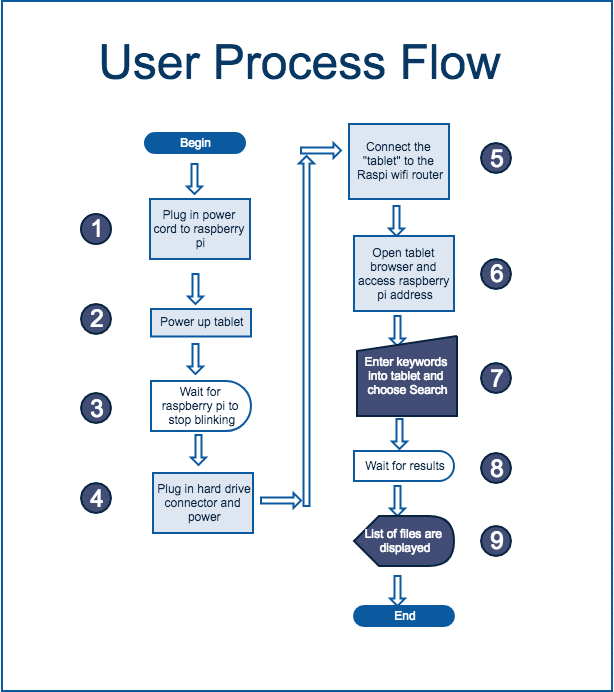 User Process Flow
Begin
1
Plug in power
cord to raspberry
pi
2
Power up tablet
3
Wait for
raspberry pi to
stop blinking
4
Plug in hard drive
connector and
power
5
Connect the
"tablet" to the
Raspi wifi router
6
Open tablet
browser and
access raspberry
pi address
7
Enter keywords
into tablet and
choose Search
8
Wait for results
9
List of files are
displayed
End